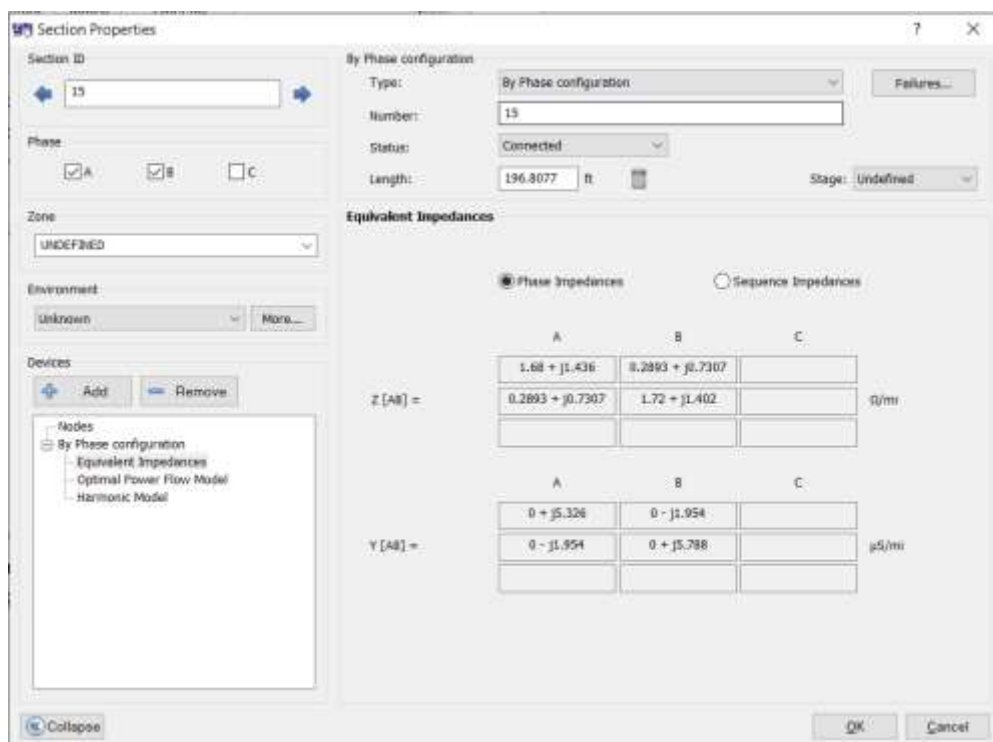 Section Properties ? ×
Section ID
15
Phase
A B C
Zone
UNDEFINED
Environment
Unknown More...
Devices
Add Remove
Nodes
By Phase configuration
Equivalent Impedances
Optimal Power Flow Model
Harmonic Model
Collapse
By Phase configuration
Type: By Phase configuration Failures...
Number: 15
Status: Connected
Length: 196.8077 ft Stage: Undefined
Equivalent Impedances
Phase Impedances Sequence Impedances
A B C
1.68 + j1.436 0.2893 + j0.7307
Z [AB] = 0.2893 + j0.7307 1.72 + j1.402 Ω/mi
A B C
0 + j5.326 0 - j1.954
Y [AB] = 0 - j1.954 0 + j5.788 µS/mi
OK Cancel